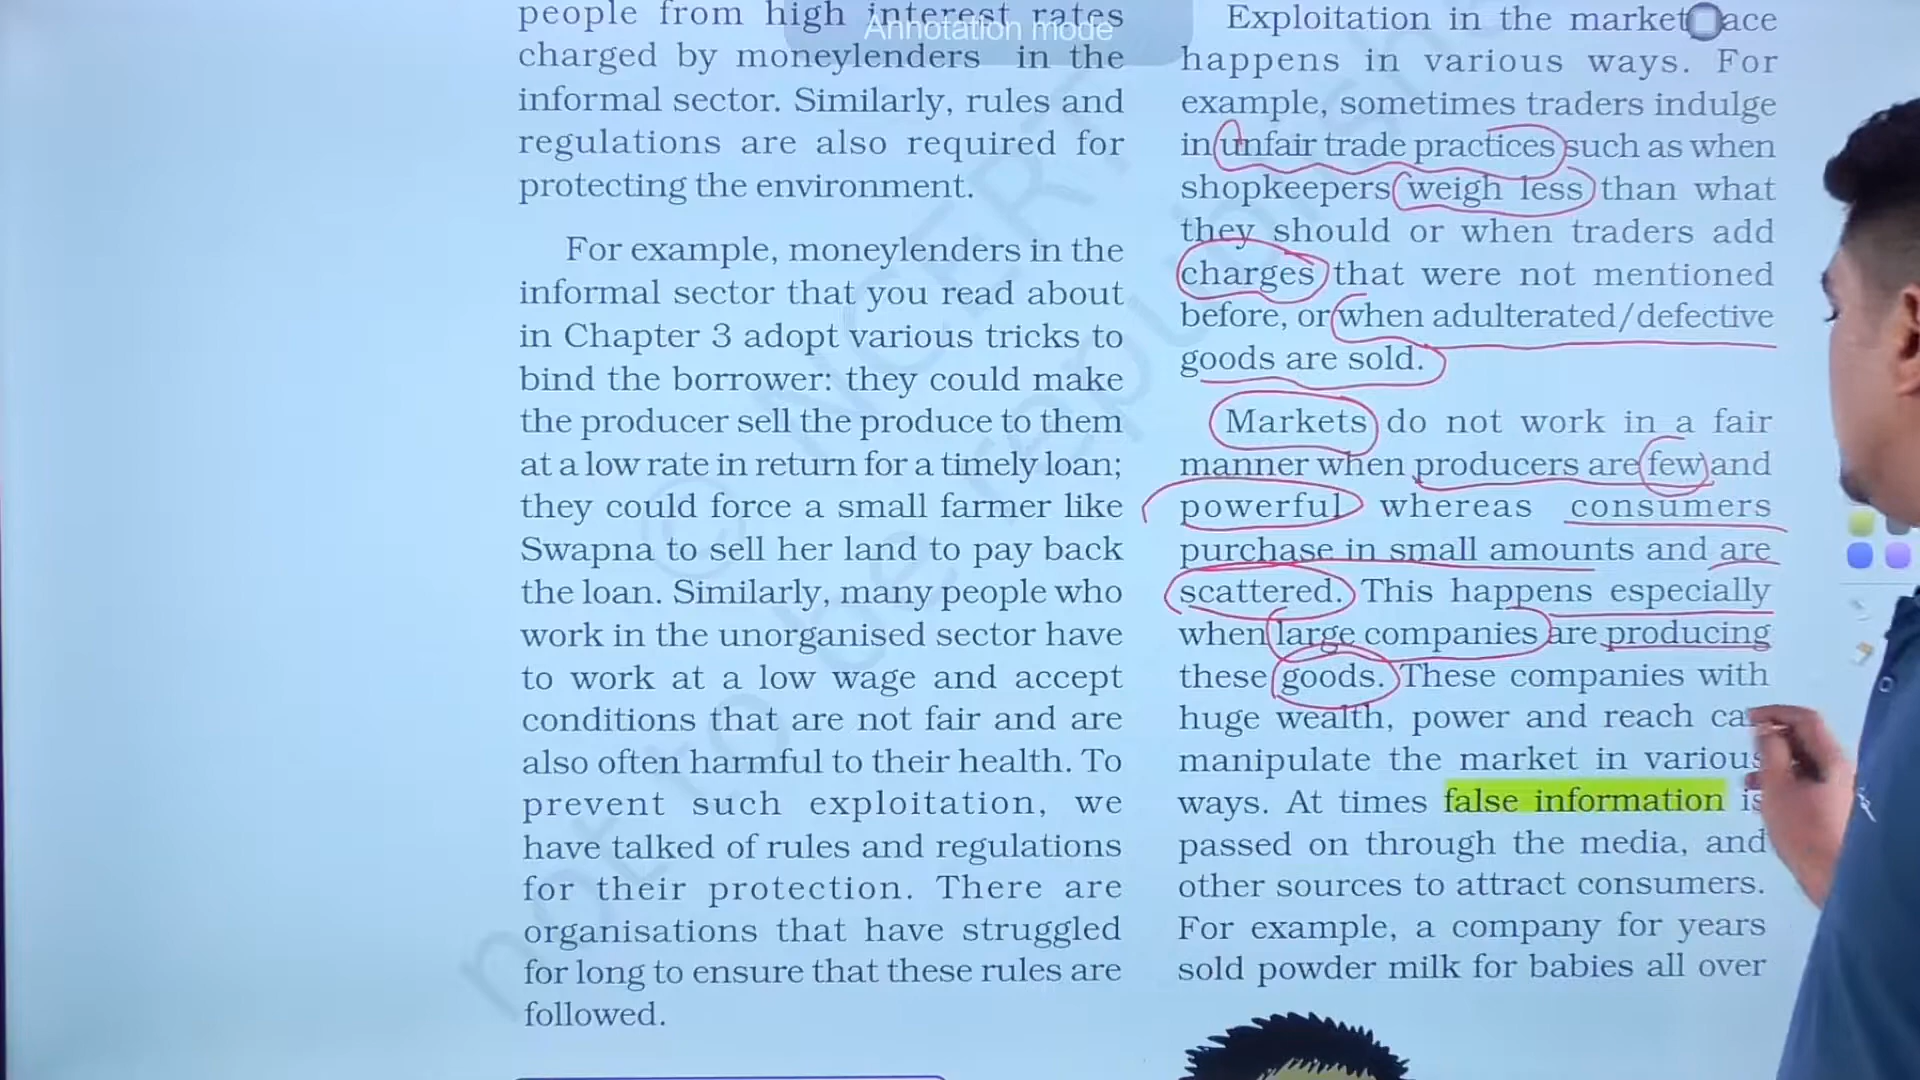 Annotation mode
people from high interest rates
charged by moneylenders in the
informal sector. Similarly, rules and
regulations are also required for
protecting the environment.
For example, moneylenders in the
informal sector that you read about
in Chapter 3 adopt various tricks to
bind the borrower: they could make
the producer sell the produce to them
at a low rate in return for a timely loan;
they could force a small farmer like
Swapna to sell her land to pay back
the loan. Similarly, many people who
work in the unorganised sector have
to work at a low wage and accept
conditions that are not fair and are
also often harmful to their health. To
prevent such exploitation, we
have talked of rules and regulations
for their protection. There are
organisations that have struggled
for long to ensure that these rules are
followed.
Exploitation in the market ace
happens in various ways. For
example, sometimes traders indulge
in unfair trade practices such as when
shopkeepers weigh less than what
they should or when traders add
charges that were not mentioned
before, or when adulterated/defective
goods are sold.
Markets do not work in a fair
manner when producers are few and
powerful whereas consumers
purchase in small amounts and are
scattered. This happens especially
when large companies are producing
these goods. These companies with
huge wealth, power and reach
manipulate the market in various
ways. At times false information is
passed on through the media, and
other sources to attract consumers.
For example, a company for years
sold powder milk for babies all over
© NCERT
not to be republished